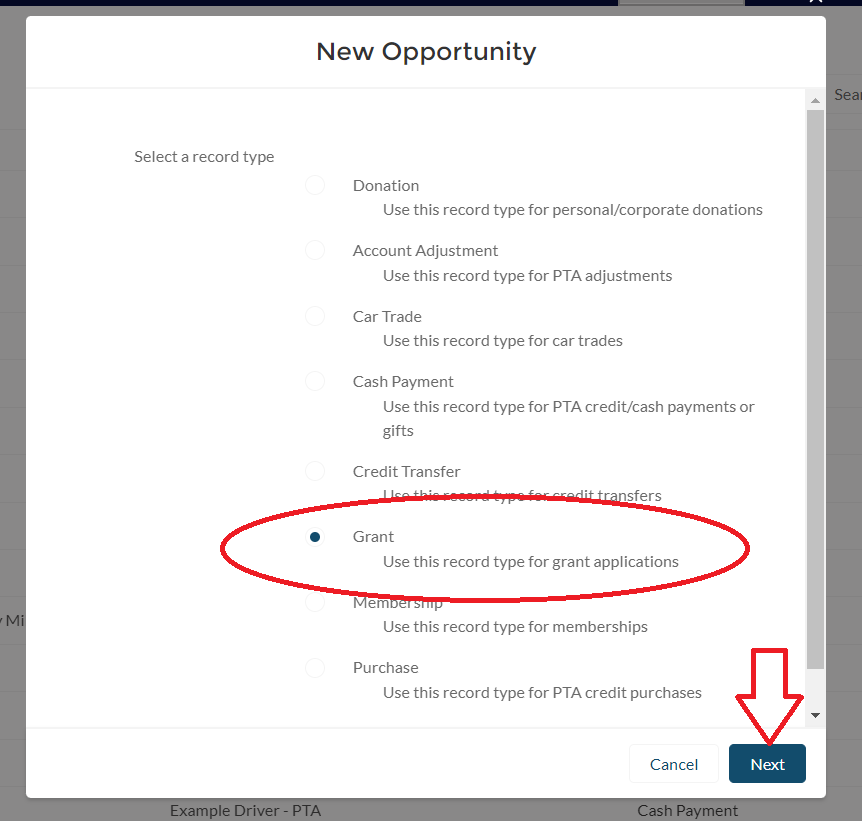 New Opportunity
Select a record type
Donation
Use this record type for personal/corporate donations
Account Adjustment
Use this record type for PTA adjustments
Car Trade
Use this record type for car trades
Cash Payment
Use this record type for PTA credit/cash payments or
gifts
Credit Transfer
Use this record type for credit transfers
Grant
Use this record type for grant applications
Membership
Use this record type for memberships
Purchase
Use this record type for PTA credit purchases
Cancel
Next
Example Driver - PTA
Cash Payment